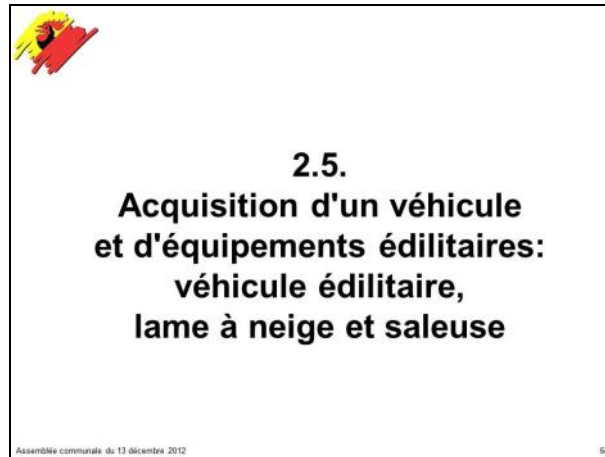 2.5.
Acquisition d'un véhicule
et d'équipements édilitaires:
véhicule édilitaire,
lame à neige et saleuse
Assemblée communale du 13 décembre 2012